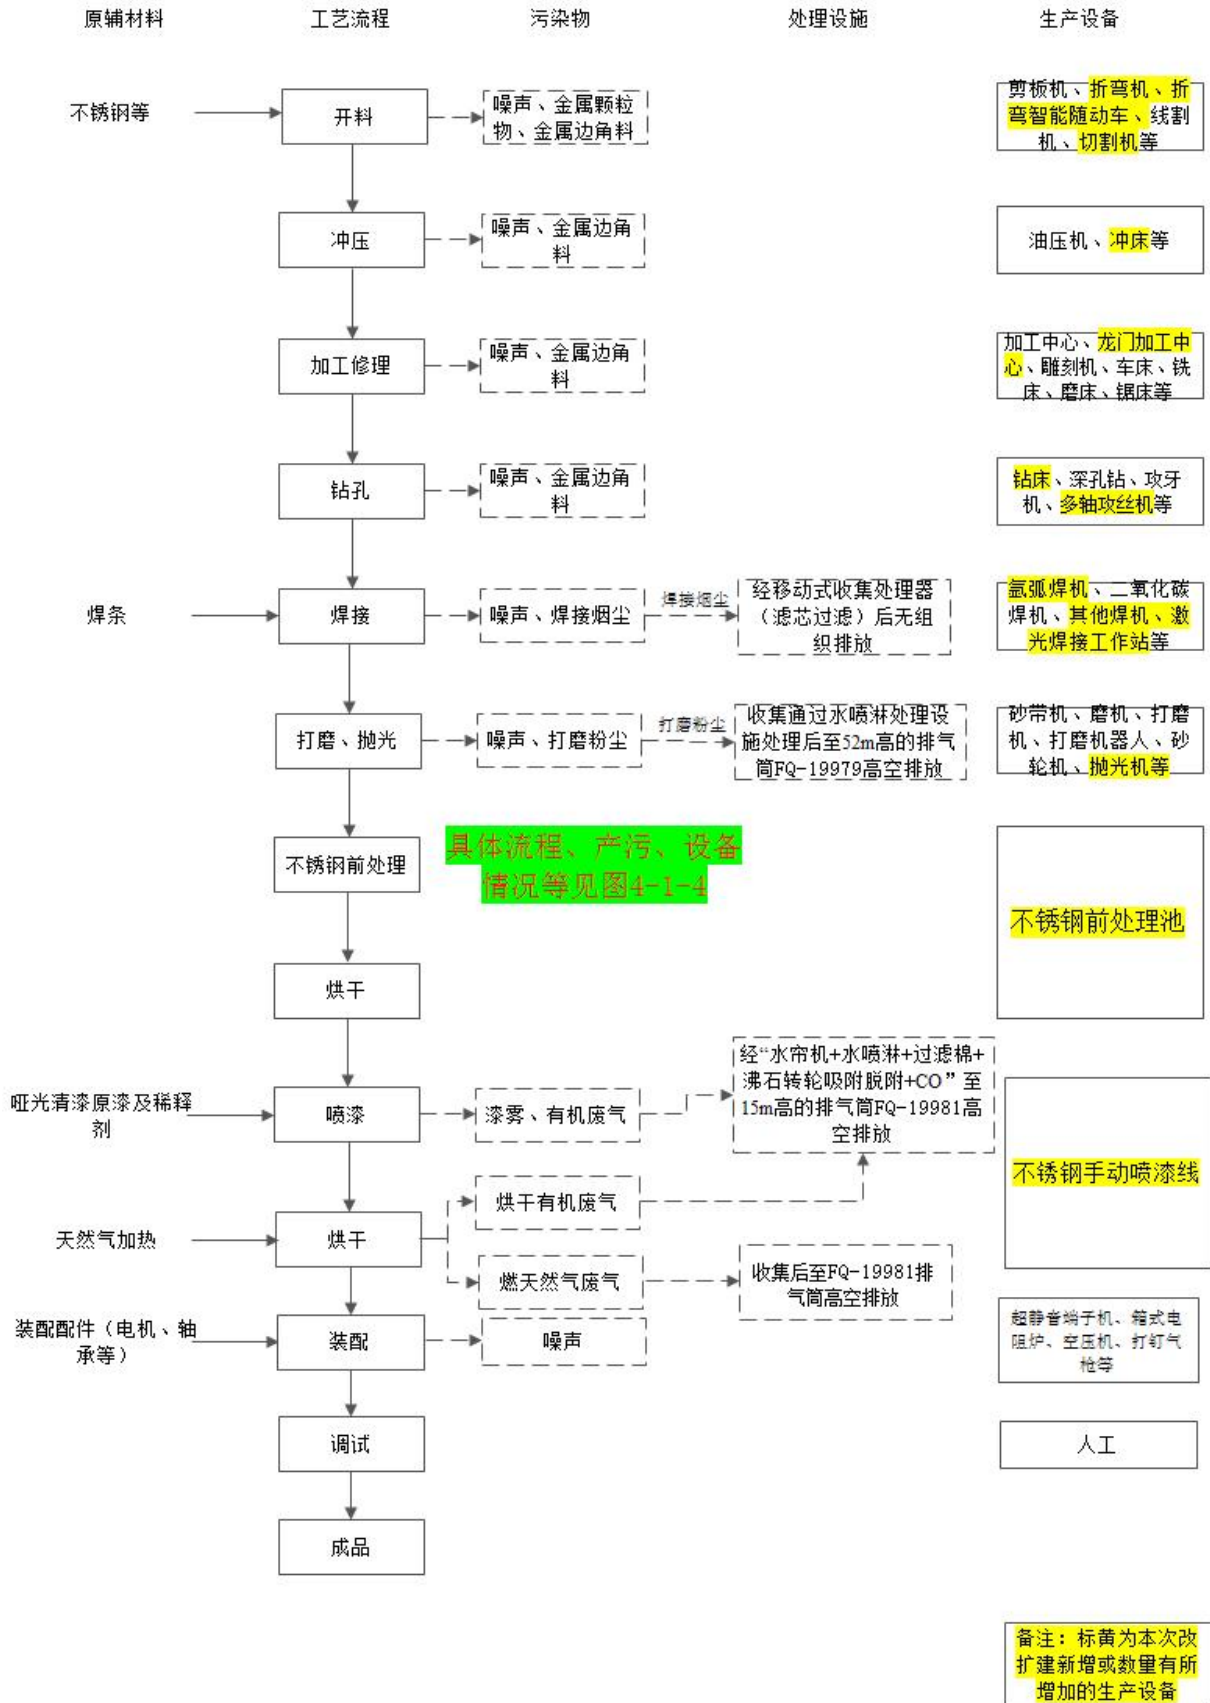 原辅材料
工艺流程
污染物
处理设施
生产设备
不锈钢等
开料
噪声、金属颗粒
物、金属边角料
剪板机、折弯机、折
弯智能随动车、线割
机、切割机等
冲压
噪声、金属边角
料
油压机、冲床等
加工修理
噪声、金属边角
料
加工中心、龙门加工中
心、雕刻机、车床、铣
床、磨床、锯床等
钻孔
噪声、金属边角
料
钻床、深孔钻、攻牙
机、多轴攻丝机等
焊条
焊接
噪声、焊接烟尘
焊接烟尘
经移动式收集处理器
（滤芯过滤）后无组
织排放
氩弧焊机、二氧化碳
焊机、其他焊机、激
光焊接工作站等
打磨、抛光
噪声、打磨粉尘
打磨粉尘
收集通过水喷淋处理设
施处理后至52m高的排气
筒FQ-19979高空排放
砂带机、磨机、打磨
机、打磨机器人、砂
轮机、抛光机等
不锈钢前处理
具体流程、产污、设备
情况等见图4-1-4
不锈钢前处理池
烘干
哑光清漆原漆及稀释
剂
喷漆
漆雾、有机废气
经“水帘机+水喷淋+过滤棉+
沸石转轮吸附脱附+CO”至
15m高的排气筒FQ-19981高
空排放
不锈钢手动喷漆线
天然气加热
烘干
烘干有机废气
燃天然气废气
收集后至FQ-19981排
气筒高空排放
装配配件（电机、轴
承等）
装配
噪声
超静音端子机、箱式电
阻炉、空压机、打钉气
枪等
调试
人工
成品
备注：标黄为本次改
扩建新增或数量有所
增加的生产设备